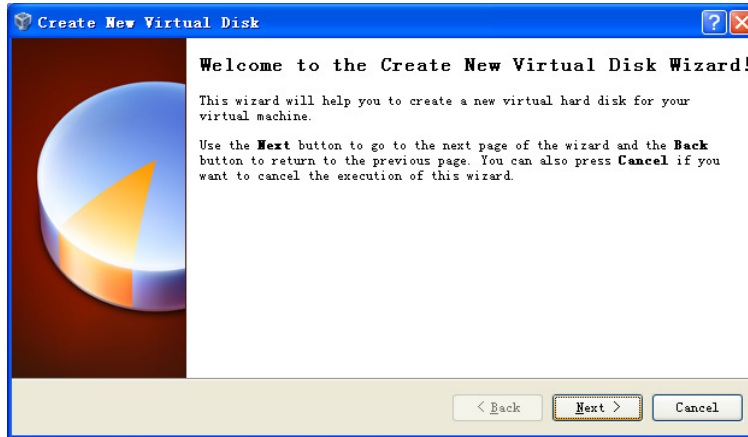 Create New Virtual Disk
Welcome to the Create New Virtual Disk Wizard!
This wizard will help you to create a new virtual hard disk for your
virtual machine.
Use the Next button to go to the next page of the wizard and the Back
button to return to the previous page. You can also press Cancel if you
want to cancel the execution of this wizard.
< Back
Next >
Cancel